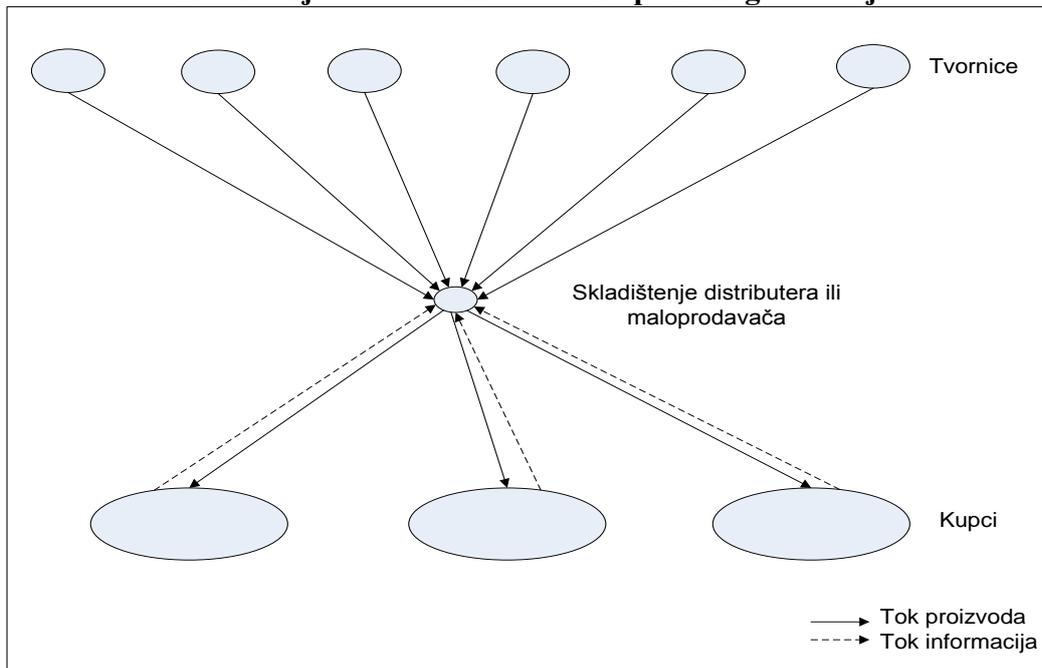 Tvornice
Skladištenje distributera ili
maloprodavača
Kupci
Tok proizvoda
Tok informacija